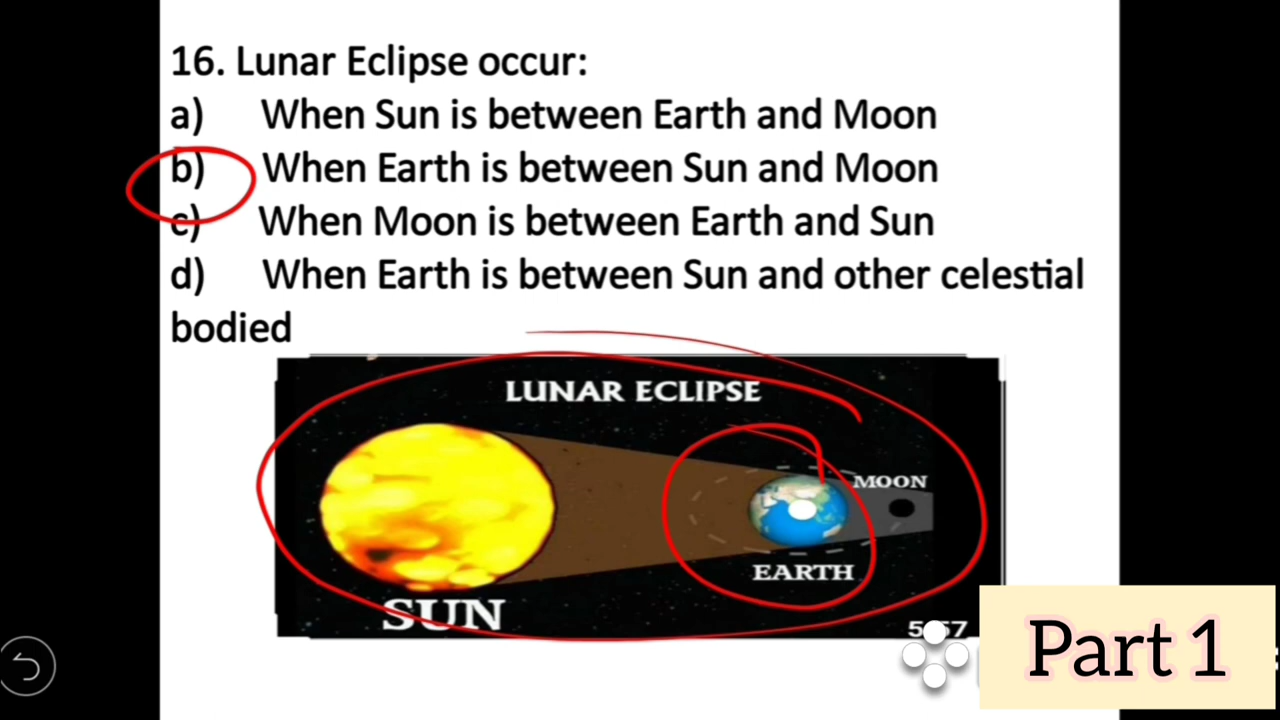 16. Lunar Eclipse occur:
a) When Sun is between Earth and Moon
b) When Earth is between Sun and Moon
c) When Moon is between Earth and Sun
d) When Earth is between Sun and other celestial
bodied
LUNAR ECLIPSE
MOON
EARTH
SUN
Part 1